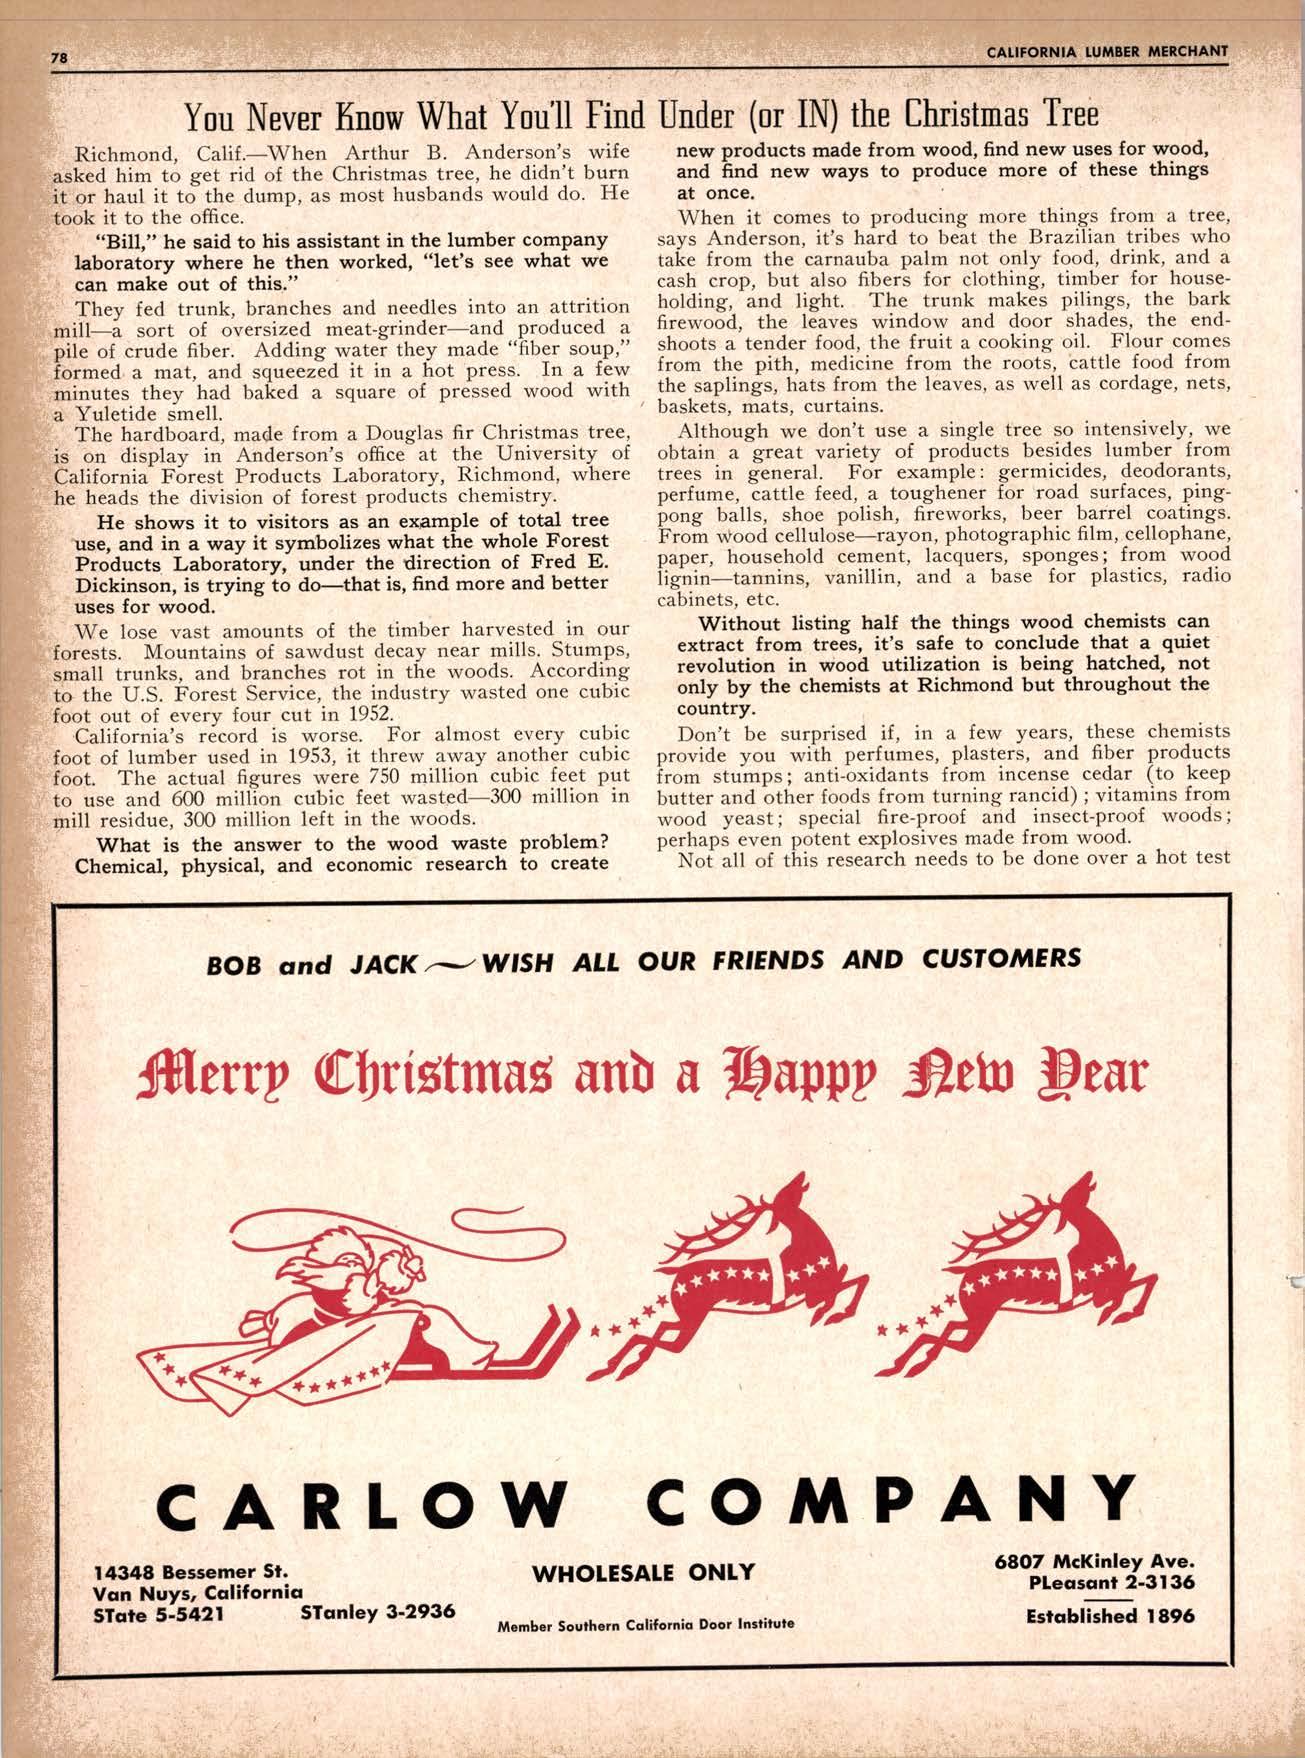 78
CALIFORNIA LUMBER MERCHANT
You Never Know What You'll Find Under (or IN) the Christmas Tree
Richmond, Calif.—When Arthur B. Anderson's wife
asked him to get rid of the Christmas tree, he didn't burn
it or haul it to the dump, as most husbands would do. He
took it to the office.
“Bill,” he said to his assistant in the lumber company
laboratory where he then worked, “let's see what we
can make out of this.”
They fed trunk, branches and needles into an attrition
mill—a sort of oversized meat-grinder—and produced a
pile of crude fiber. Adding water they made “fiber soup,”
formed a mat, and squeezed it in a hot press. In a few
minutes they had baked a square of pressed wood with
a Yuletide smell.
The hardboard, made from a Douglas fir Christmas tree,
is on display in Anderson's office at the University of
California Forest Products Laboratory, Richmond, where
he heads the division of forest products chemistry.
He shows it to visitors as an example of total tree
use, and in a way it symbolizes what the whole Forest
Products Laboratory, under the direction of Fred E.
Dickinson, is trying to do—that is, find more and better
uses for wood.
We lose vast amounts of the timber harvested in our
forests. Mountains of sawdust decay near mills. Stumps,
small trunks, and branches rot in the woods. According
to the U.S. Forest Service, the industry wasted one cubic
foot out of every four cut in 1952.
California's record is worse. For almost every cubic
foot of lumber used in 1953, it threw away another cubic
foot. The actual figures were 750 million cubic feet put
to use and 600 million cubic feet wasted—300 million in
mill residue, 300 million left in the woods.
What is the answer to the wood waste problem?
Chemical, physical, and economic research to create
new products made from wood, find new uses for wood,
and find new ways to produce more of these things
at once.
When it comes to producing more things from a tree,
says Anderson, it's hard to beat the Brazilian tribes who
take from the carnauba palm not only food, drink, and a
cash crop, but also fibers for clothing, timber for house-
holding, and light. The trunk makes pilings, the bark
firewood, the leaves window and door shades, the end-
shoots a tender food, the fruit a cooking oil. Flour comes
from the pith, medicine from the roots, cattle food from
the saplings, hats from the leaves, as well as cordage, nets,
baskets, mats, curtains.
Although we don't use a single tree so intensively, we
obtain a great variety of products besides lumber from
trees in general. For example: germicides, deodorants,
perfume, cattle feed, a toughener for road surfaces, ping-
pong balls, shoe polish, fireworks, beer barrel coatings.
From wood cellulose—rayon, photographic film, cellophane,
paper, household cement, lacquers, sponges; from wood
lignin—tannins, vanillin, and a base for plastics, radio
cabinets, etc.
Without listing half the things wood chemists can
extract from trees, it's safe to conclude that a quiet
revolution in wood utilization is being hatched, not
only by the chemists at Richmond but throughout the
country.
Don't be surprised if, in a few years, these chemists
provide you with perfumes, plasters, and fiber products
from stumps; anti-oxidants from incense cedar (to keep
butter and other foods from turning rancid) ; vitamins from
wood yeast; special fire-proof and insect-proof woods;
perhaps even potent explosives made from wood.
Not all of this research needs to be done over a hot test
BOB and JACK ~ WISH ALL OUR FRIENDS AND CUSTOMERS
Merry Christmas and a Happy New Year
CARLOW COMPANY
14348 Bessemer St.
Van Nuys, California
STate 5-5421 STanley 3-2936
WHOLESALE ONLY
Member Southern California Door Institute
6807 McKinley Ave.
PLeasant 2-3136
Established 1896